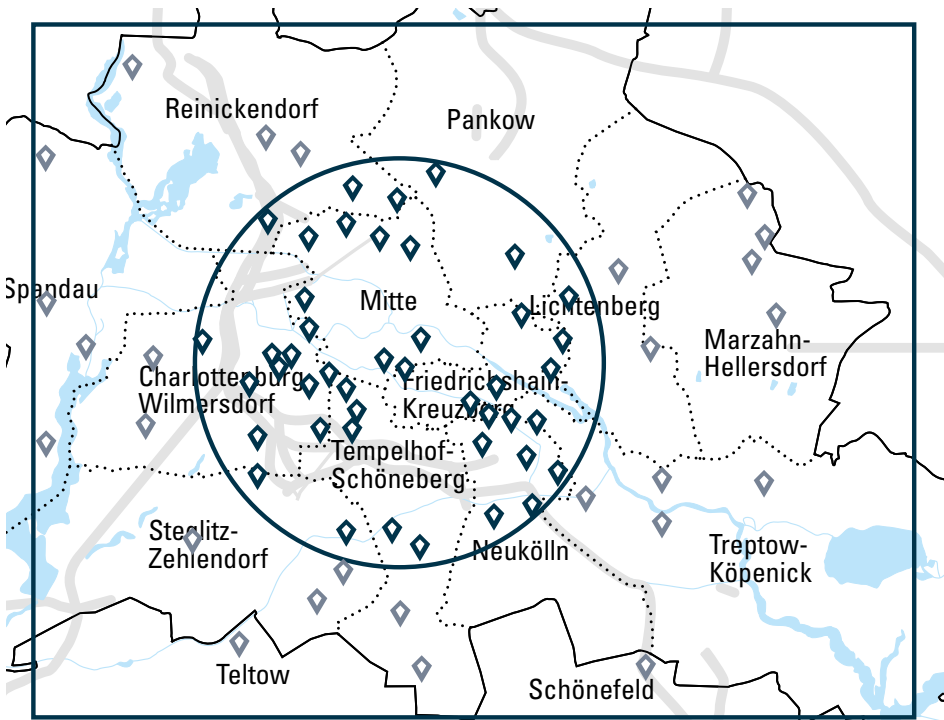 Reinickendorf
Pankow
Spandau
Mitte
Lichtenberg
Marzahn-
Hellersdorf
Charlottenburg
Wilmersdorf
Friedrichshain-
Kreuzberg
Tempelhof-
Schöneberg
Steglitz-
Zehlendorf
Neukölln
Treptow-
Köpenick
Teltow
Schönefeld